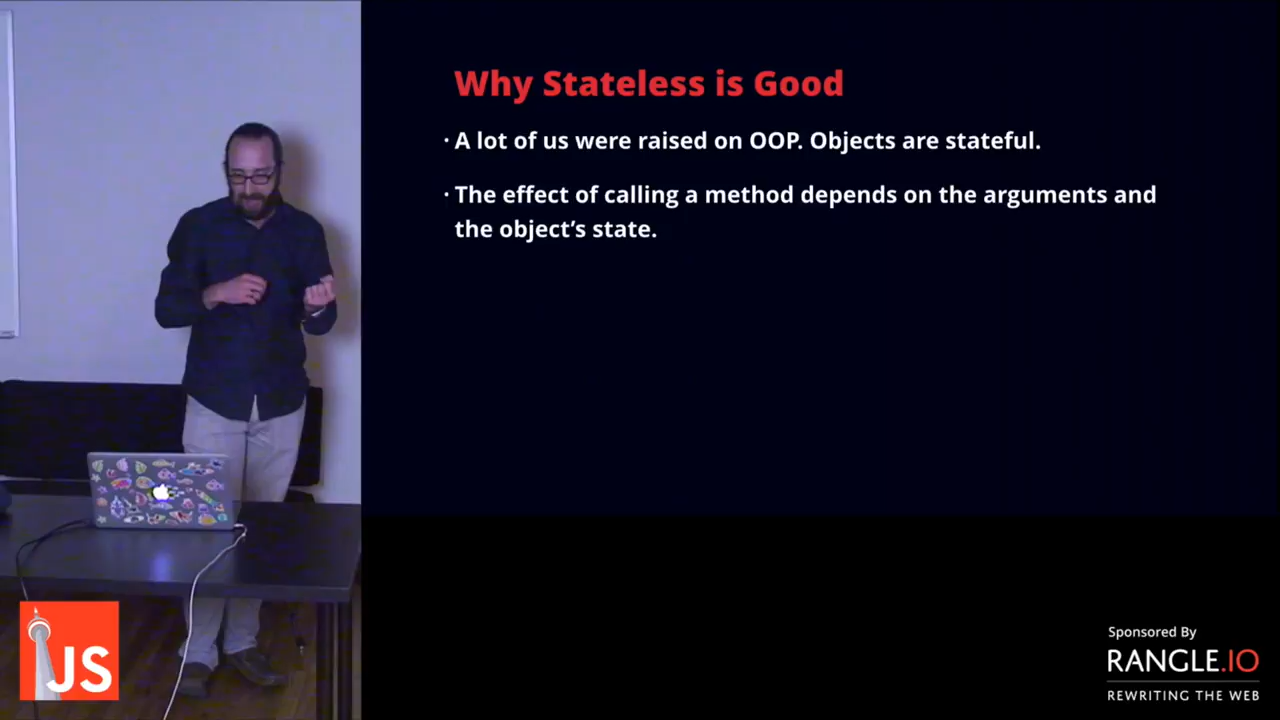 Why Stateless is Good
· A lot of us were raised on OOP. Objects are stateful.
· The effect of calling a method depends on the arguments and
the object's state.
JS
Sponsored By
RANGLE.IO
REWRITING THE WEB